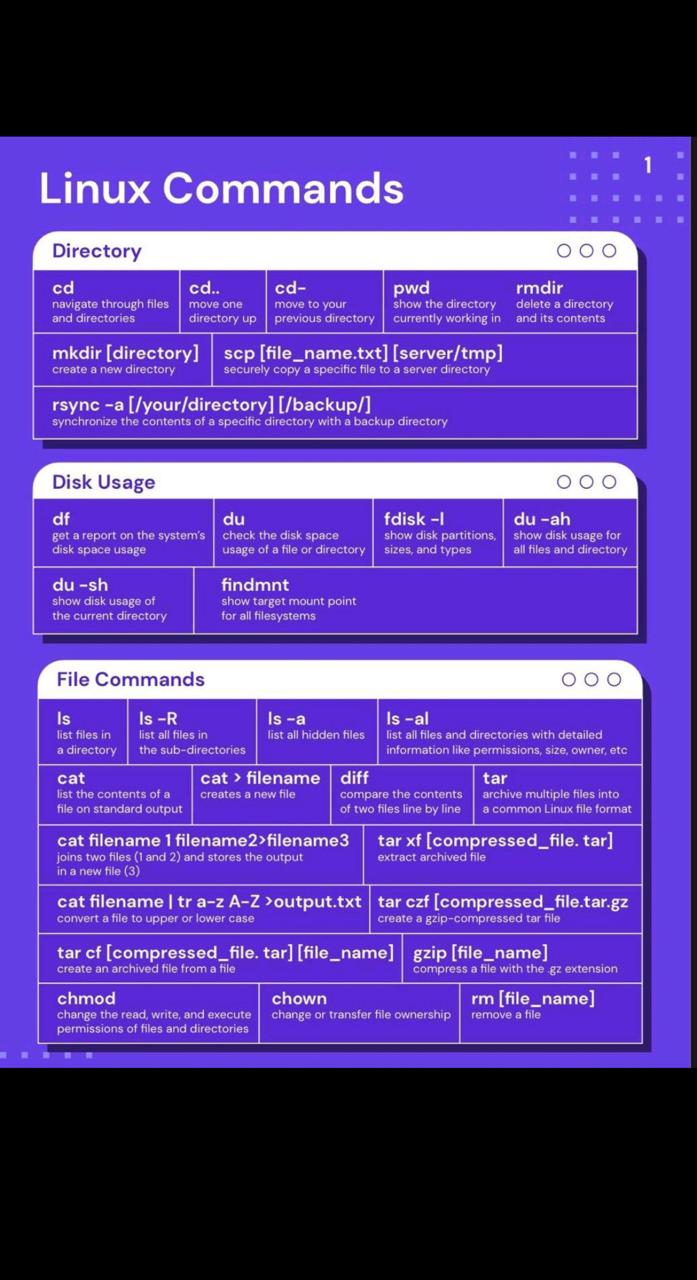 1
Linux Commands
Directory
cd
navigate through files
and directories
cd..
move one
directory up
cd-
move to your
previous directory
pwd
show the directory
currently working in
rmdir
delete a directory
and its contents
mkdir [directory]
create a new directory
scp [file_name.txt] [server/tmp]
securely copy a specific file to a server directory
rsync -a [/your/directory] [/backup/]
synchronize the contents of a specific directory with a backup directory
Disk Usage
df
get a report on the system's
disk space usage
du
check the disk space
usage of a file or directory
fdisk -l
show disk partitions,
sizes, and types
du -ah
show disk usage for
all files and directory
du -sh
show disk usage of
the current directory
findmnt
show target mount point
for all filesystems
File Commands
ls
list files in
a directory
ls -R
list all files in
the sub-directories
ls -a
list all hidden files
ls -al
list all files and directories with detailed
information like permissions, size, owner, etc
cat
list the contents of a
file on standard output
cat > filename
creates a new file
diff
compare the contents
of two files line by line
tar
archive multiple files into
a common Linux file format
cat filename 1 filename2>filename3
joins two files (1 and 2) and stores the output
in a new file (3)
tar xf [compressed_file. tar]
extract archived file
cat filename | tr a-z A-Z >output.txt
convert a file to upper or lower case
tar czf [compressed_file.tar.gz
create a gzip-compressed tar file
tar cf [compressed_file. tar] [file_name]
create an archived file from a file
gzip [file_name]
compress a file with the .gz extension
chmod
change the read, write, and execute
permissions of files and directories
chown
change or transfer file ownership
rm [file_name]
remove a file